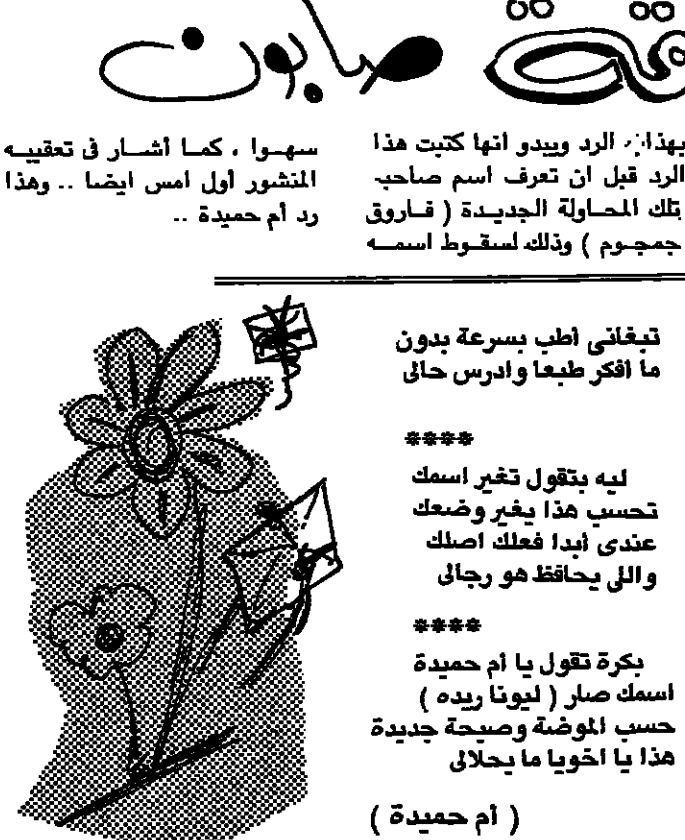 صابون
بهذا الرد ويبدو انها كتبت هذا
الرد قبل ان تعرف اسم صاحب
تلك المحاولة الجديدة ( فاروق
جمجوم ) وذلك لسقوط اسمه
سهوا ، كما أشار في تعقيبه
المنشور أول امس ايضا .. وهذا
رد أم حميدة ..
تبغانى أطب بسرعة بدون
ما أفكر طبعا وادرس حالى
****
ليه بتقول تغير اسمك
تحسب هذا يغير وضعك
عندى أبدا فعلك اصلك
واللى يحافظ هو رجالى
****
بكرة تقول يا أم حميدة
اسمك صار ( ليونا ريده )
حسب الموضة وصيحة جديدة
هذا يا اخويا ما يحلالى
( أم حميدة )